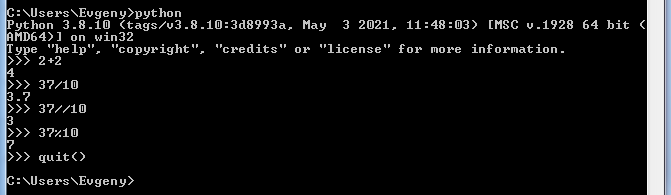 C:\Users\Evgeny>python
Python 3.8.10 (tags/v3.8.10:3d8993a, May  3 2021, 11:48:03) [MSC v.1928 64 bit (
AMD64)] on win32
Type "help", "copyright", "credits" or "license" for more information.
>>> 2+2
4
>>> 37/10
3.7
>>> 37//10
3
>>> 37%10
7
>>> quit()
C:\Users\Evgeny>